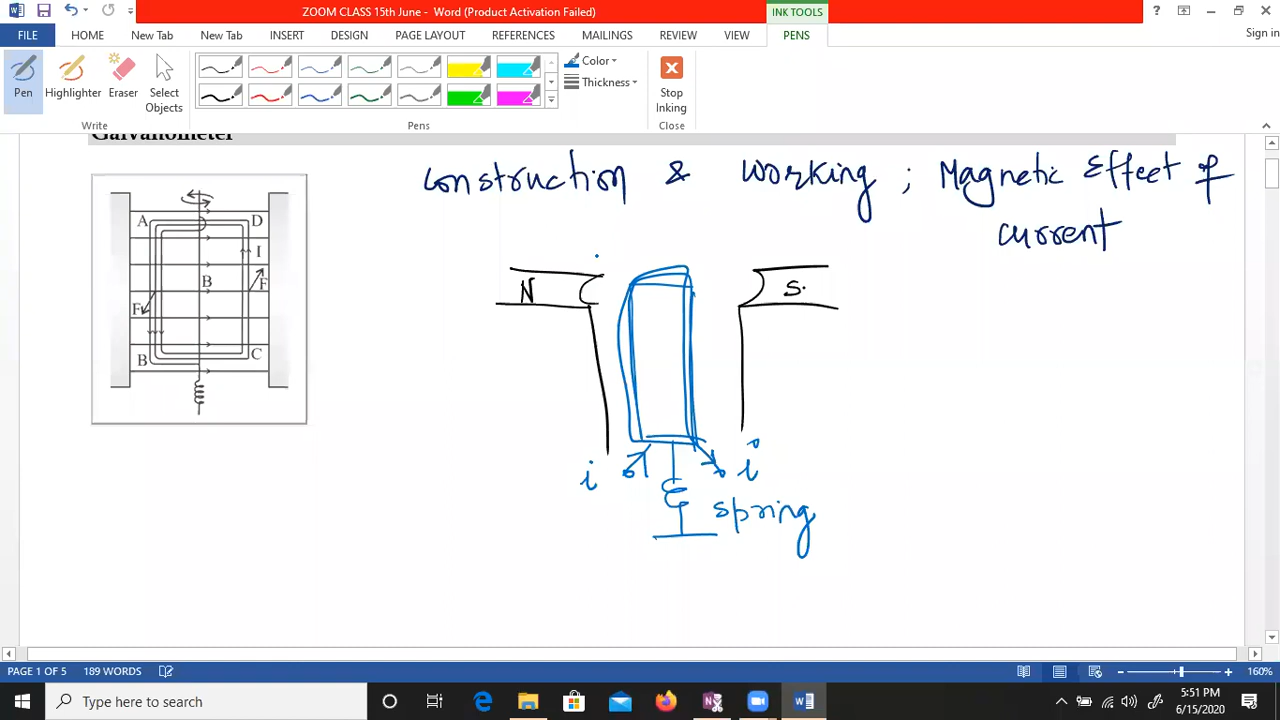 ZOOM CLASS 15th June - Word (Product Activation Failed)
INK TOOLS
?
FILE
HOME
New Tab
New Tab
INSERT
DESIGN
PAGE LAYOUT
REFERENCES
MAILINGS
REVIEW
VIEW
PENS
Sign in
Pen
Highlighter
Eraser
Select Objects
Color
Thickness
Stop Inking
Write
Pens
Close
Galvanometer
Construction & Working ; Magnetic Effect of
current
A
D
I
B
F
F
B
C
N
S
i
i
spring
PAGE 1 OF 5
189 WORDS
160%
Type here to search
5:51 PM
6/15/2020